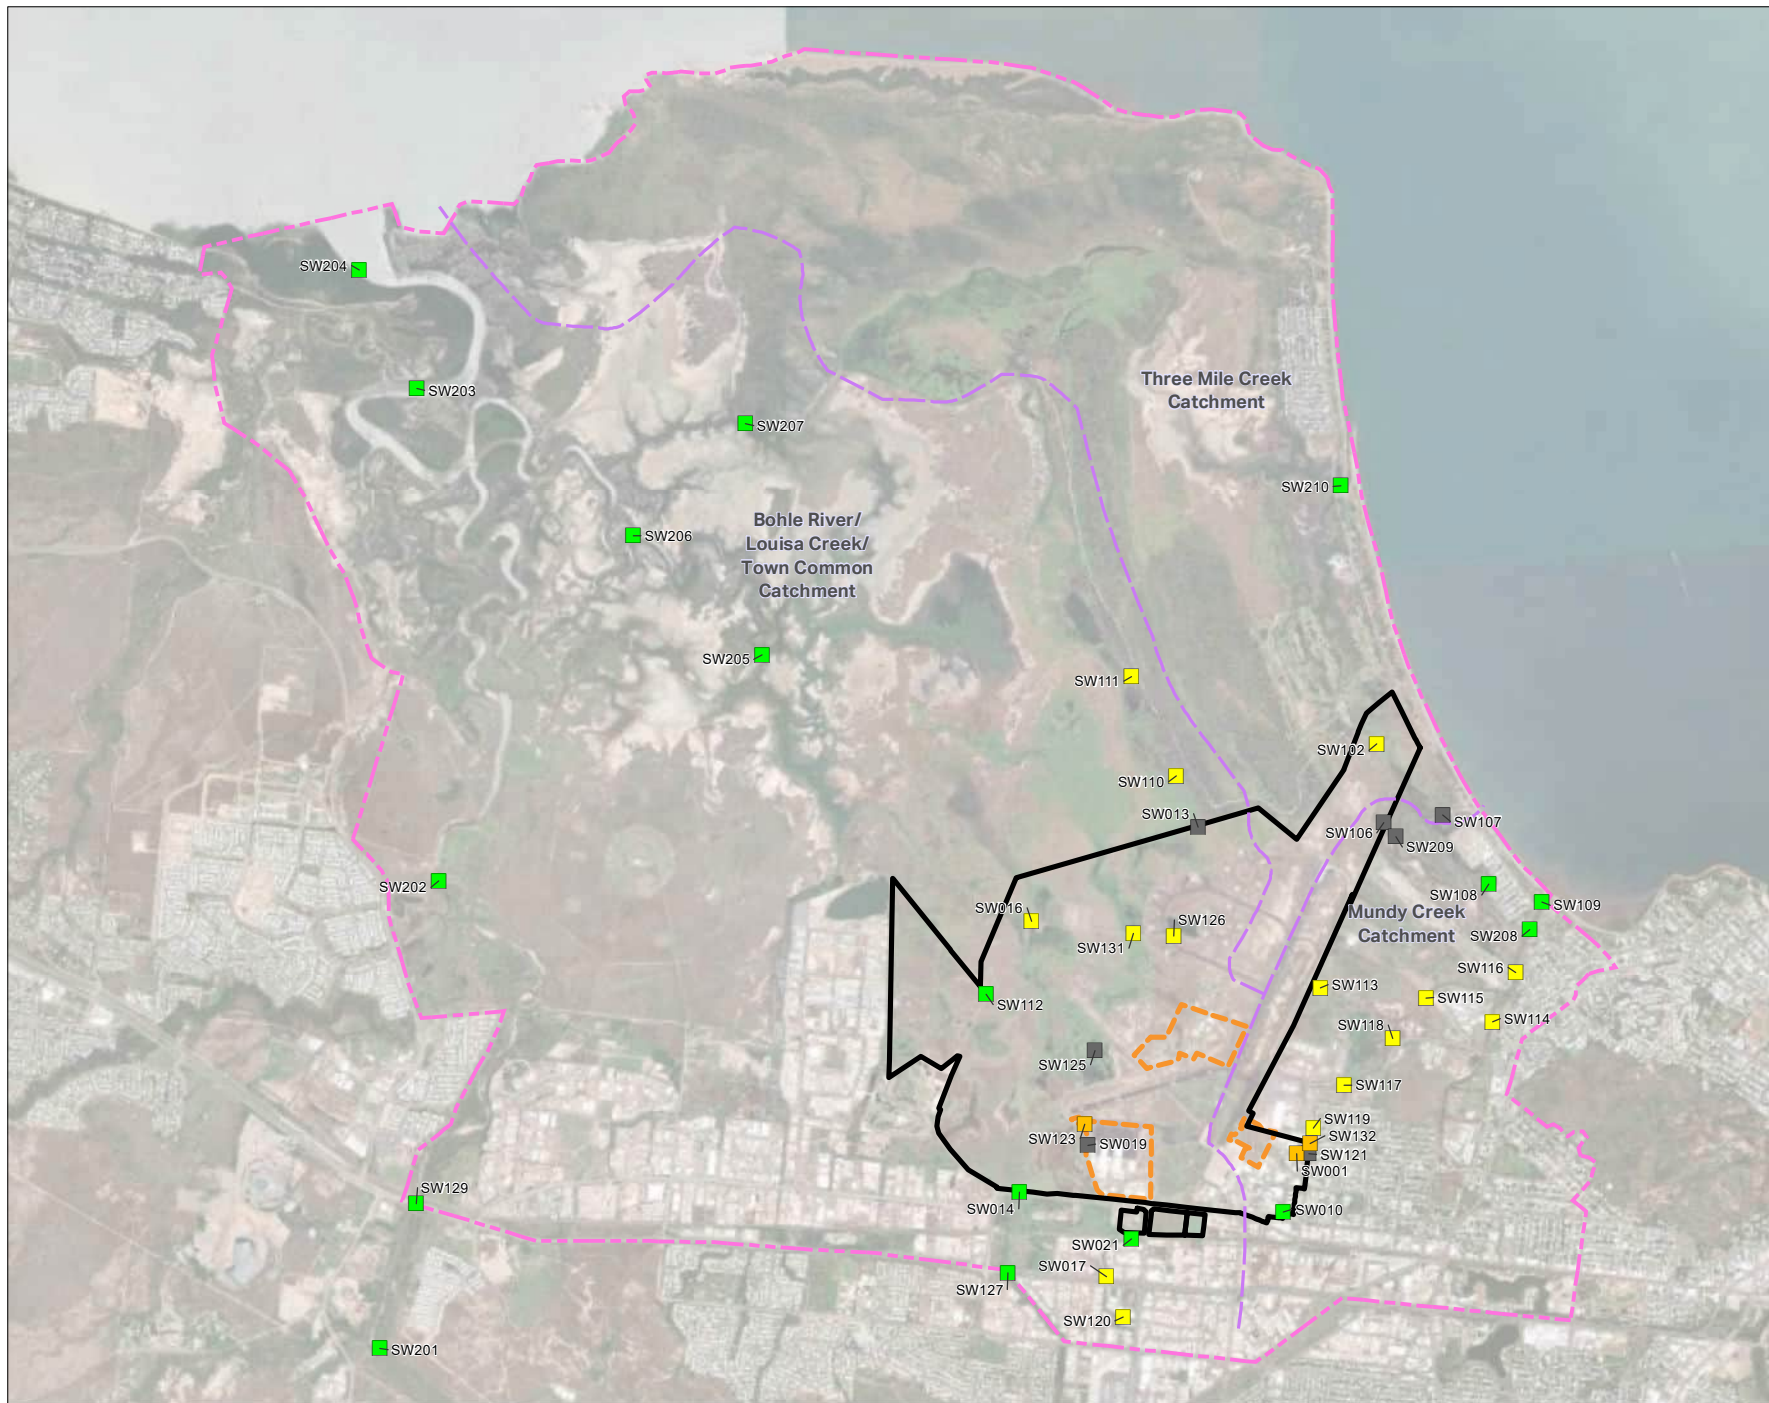 SW204
SW203
Three Mile Creek
Catchment
SW207
SW210
Bohle River/
Louisa Creek/
Town Common
Catchment
SW206
SW205
SW111
SW102
SW110
SW013
SW107
SW106
SW209
SW202
SW108
SW109
SW016
SW126
Mundy Creek
Catchment
SW131
SW208
SW116
SW113
SW115
SW112
SW114
SW118
SW125
SW117
SW119
SW132
SW123
SW019
SW121
SW001
SW129
SW014
SW010
SW021
SW017
SW127
SW120
SW201